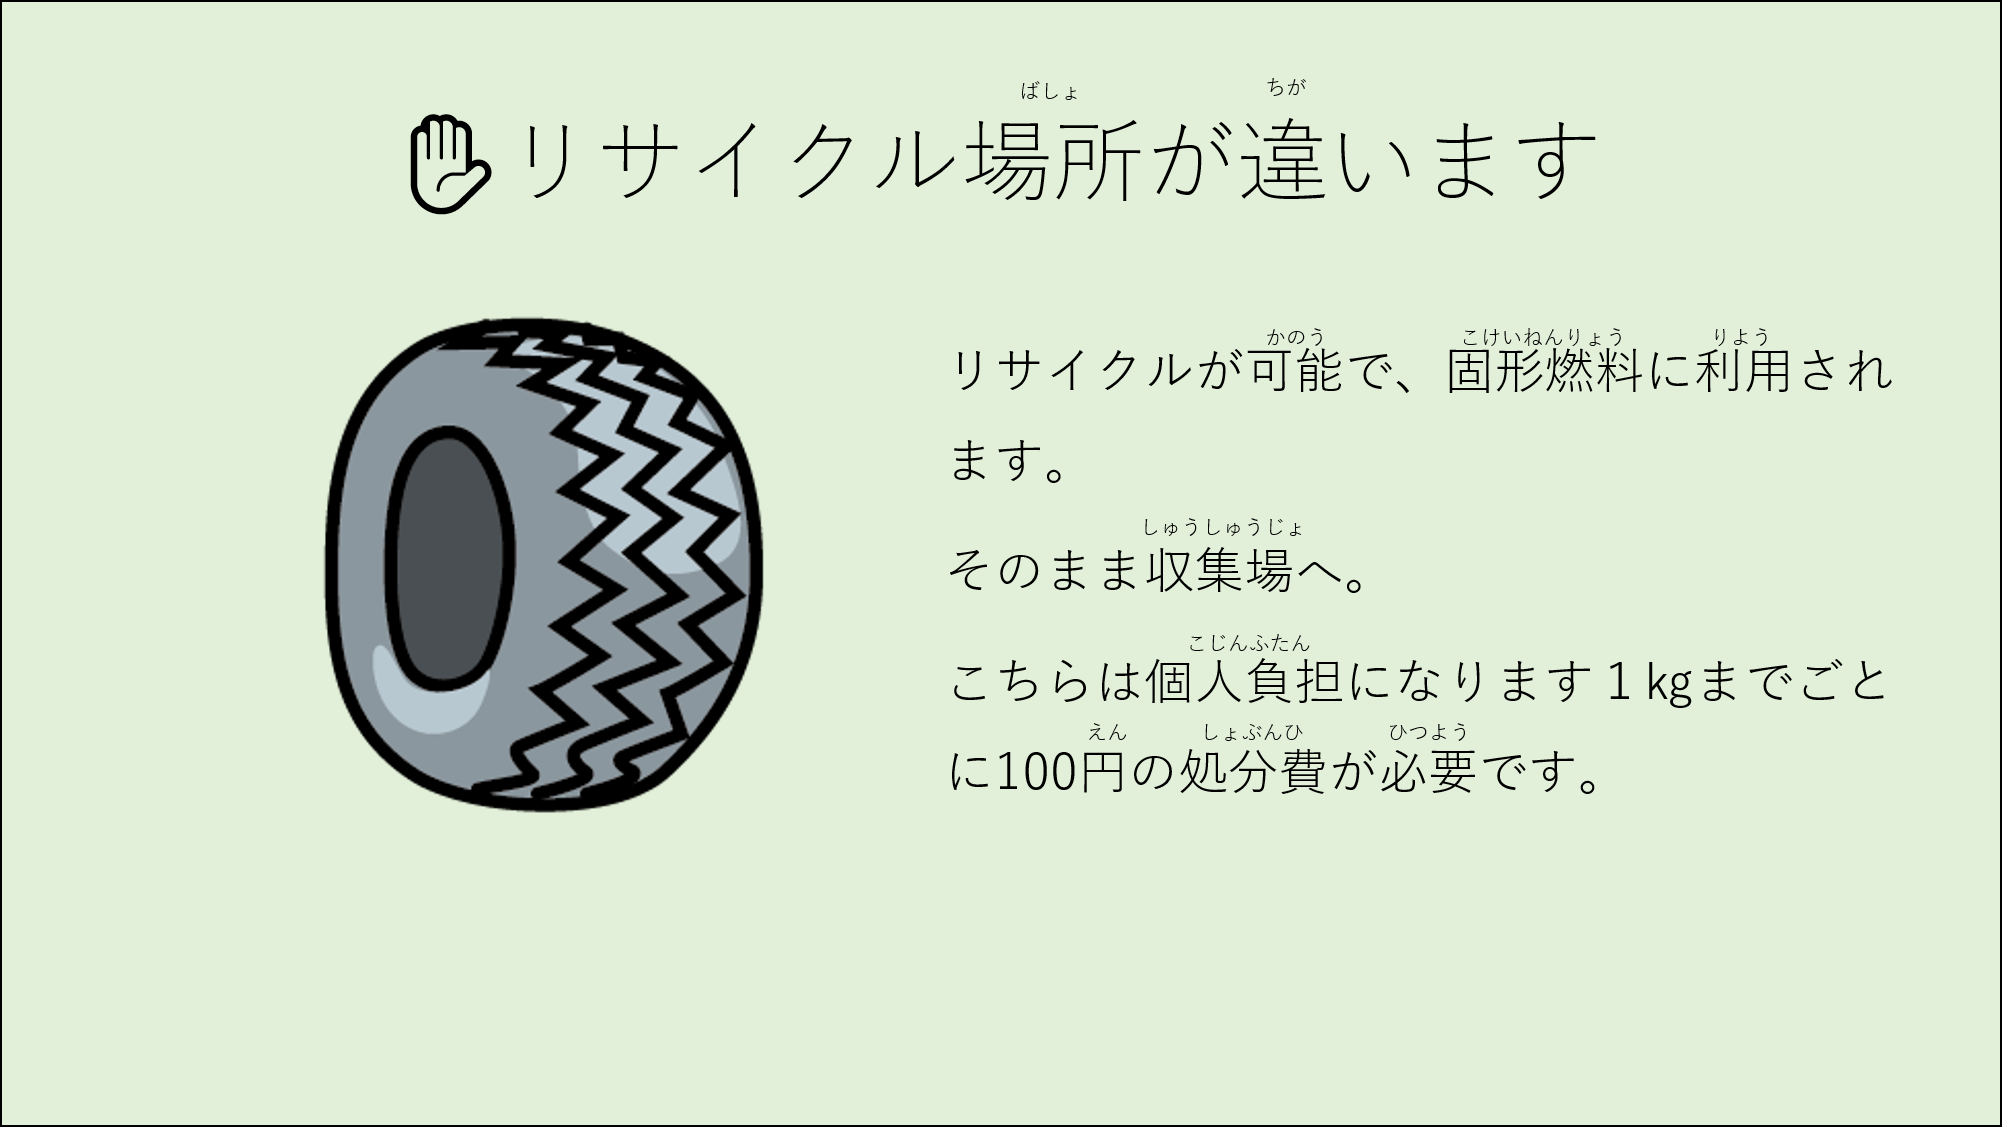 ばしょ ちが
リサイクル場所が違います
かのう こけいねんりょう りよう
リサイクルが可能で、固形燃料に利用され
ます。
しゅうしゅうじょ
そのまま収集場へ。
こじんふたん
こちらは個人負担になります１kgまでごと
えん しょぶんひ ひつよう
に100円の処分費が必要です。